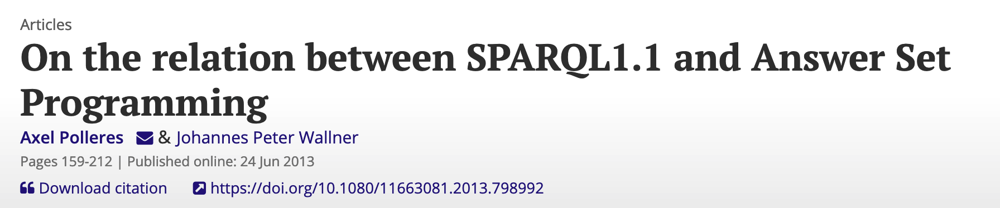 Articles
On the relation between SPARQL1.1 and Answer Set
Programming
Axel Polleres & Johannes Peter Wallner
Pages 159-212 | Published online: 24 Jun 2013
Download citation https://doi.org/10.1080/11663081.2013.798992